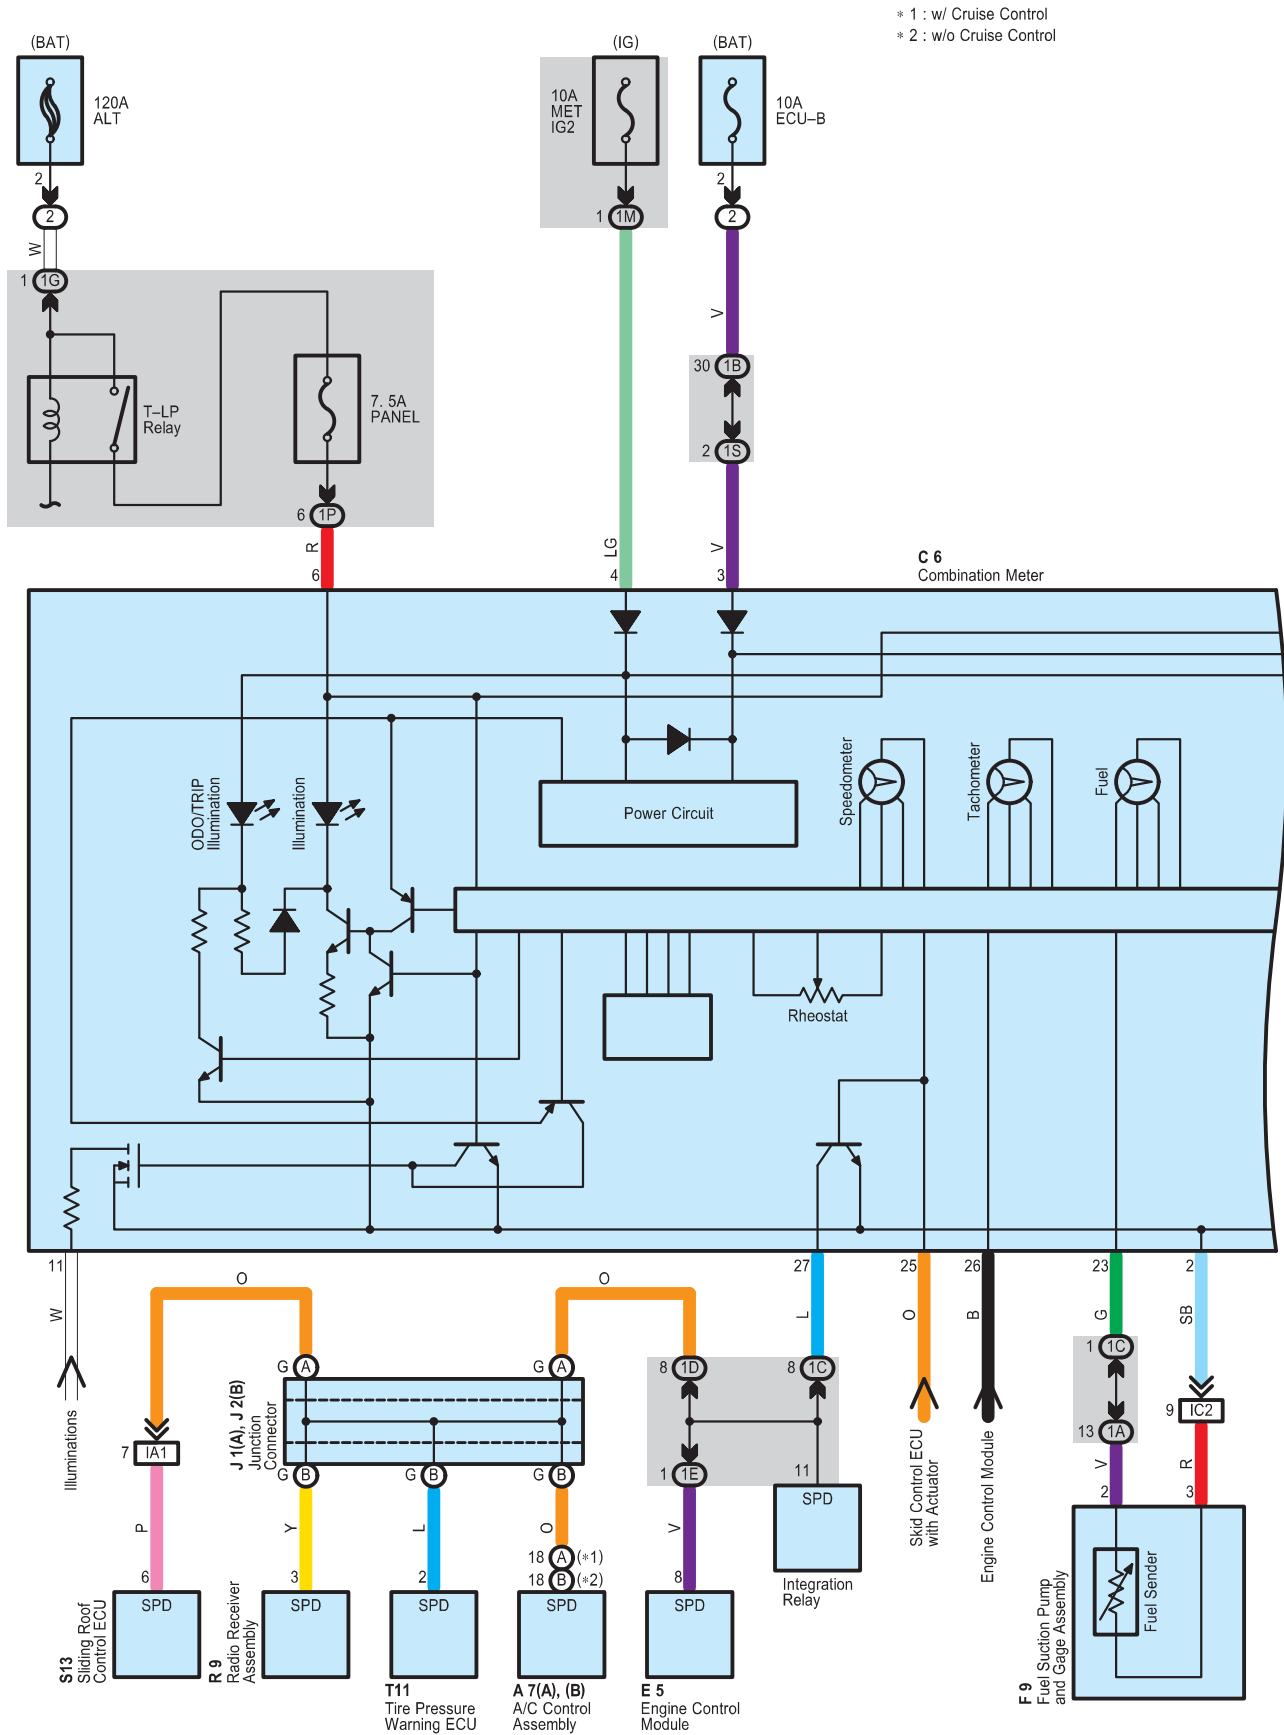 ∗ 1 : w/ Cruise Control
∗ 2 : w/o Cruise Control
(BAT)
(IG)
(BAT)
120A
ALT
10A
MET
IG2
10A
ECU–B
2
2
2
1 1M
2
W
1 1G
V
30 1B
T–LP
Relay
7. 5A
PANEL
2 1S
6 1P
R
LG
V
6
4
3
C 6
Combination Meter
ODO/TRIP
Illumination
Illumination
Power Circuit
Speedometer
Tachometer
Fuel
Rheostat
11
27
25
26
23
2
O
O
W
L
O
B
G
SB
G A
G A
8 1D
8 1C
1 1C
J 1(A), J 2(B)
Junction
Connector
Illuminations
7 IA1
9 IC2
13 1A
G B
G B
G B
1 1E
11
SPD
V
R
2
3
P
Y
L
O
V
18 A (∗1)
18 B (∗2)
6
3
2
8
Skid Control ECU
with Actuator
Engine Control Module
Integration
Relay
Fuel Sender
SPD
SPD
SPD
SPD
SPD
S13
Sliding Roof
Control ECU
R 9
Radio Receiver
Assembly
T11
Tire Pressure
Warning ECU
A 7(A), (B)
A/C Control
Assembly
E 5
Engine Control
Module
F 9
Fuel Suction Pump
and Gage Assembly